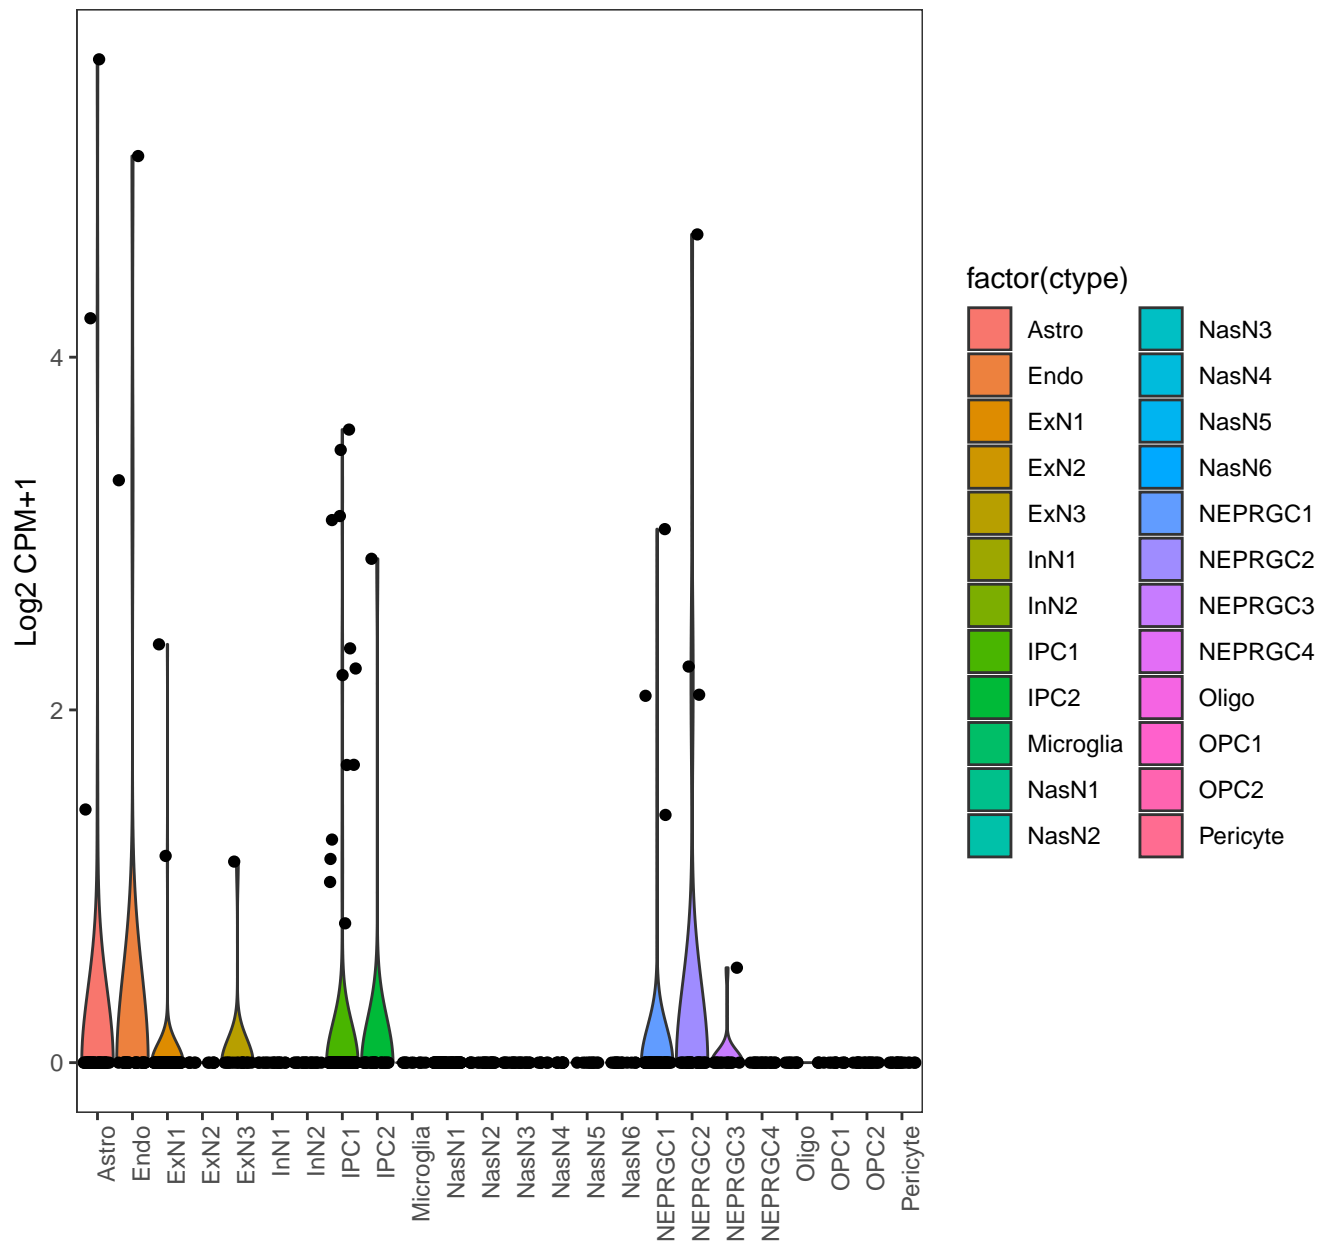 Log2 CPM+1
4
2
0
Astro
Endo
ExN1
ExN2
ExN3
InN1
InN2
IPC1
IPC2
Microglia
NasN1
NasN2
NasN3
NasN4
NasN5
NasN6
NEPRGC1
NEPRGC2
NEPRGC3
NEPRGC4
Oligo
OPC1
OPC2
Pericyte
factor(ctype)
Astro
Endo
ExN1
ExN2
ExN3
InN1
InN2
IPC1
IPC2
Microglia
NasN1
NasN2
NasN3
NasN4
NasN5
NasN6
NEPRGC1
NEPRGC2
NEPRGC3
NEPRGC4
Oligo
OPC1
OPC2
Pericyte